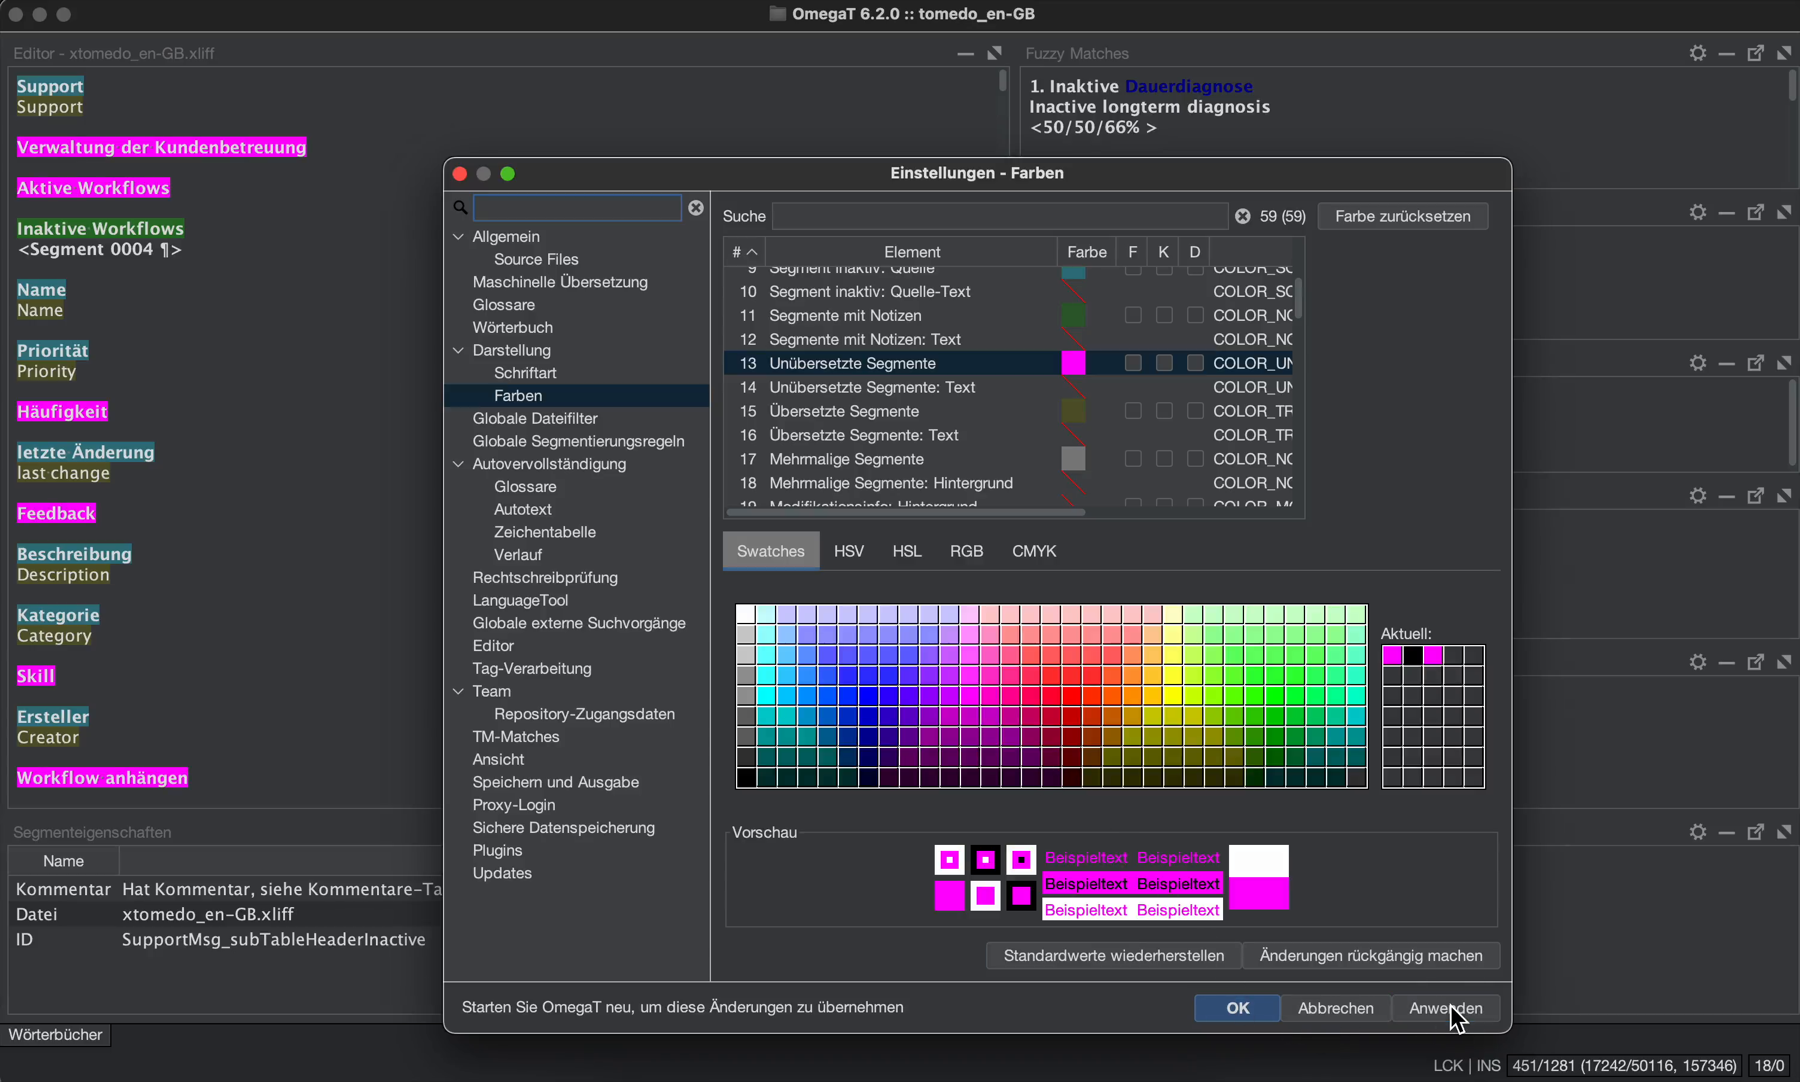 OmegaT 6.2.0 :: tomedo_en-GB
Editor - xtomedo_en-GB.xliff
Support
Support
Verwaltung der Kundenbetreuung
Aktive Workflows
Inaktive Workflows
<Segment 0004 ¶>
Name
Name
Priorität
Priority
Häufigkeit
letzte Änderung
last change
Feedback
Beschreibung
Description
Kategorie
Category
Skill
Ersteller
Creator
Workflow anhängen
Fuzzy Matches
1. Inaktive Dauerdiagnose
Inactive longterm diagnosis
<50/50/66% >
Segmenteigenschaften
Name
Kommentar Hat Kommentar, siehe Kommentare-Ta
Datei xtomedo_en-GB.xliff
ID SupportMsg_subTableHeaderInactive
Wörterbücher
Einstellungen - Farben
Allgemein
Source Files
Maschinelle Übersetzung
Glossare
Wörterbuch
Darstellung
Schriftart
Farben
Globale Dateifilter
Globale Segmentierungsregeln
Autovervollständigung
Glossare
Autotext
Zeichentabelle
Verlauf
Rechtschreibprüfung
LanguageTool
Globale externe Suchvorgänge
Editor
Tag-Verarbeitung
Team
Repository-Zugangsdaten
TM-Matches
Ansicht
Speichern und Ausgabe
Proxy-Login
Sichere Datenspeicherung
Plugins
Updates
Suche 59 (59) Farbe zurücksetzen
# Element Farbe F K D
9 Segment inaktiv: Quelle COLOR_SC
10 Segment inaktiv: Quelle-Text COLOR_SC
11 Segmente mit Notizen COLOR_NC
12 Segmente mit Notizen: Text COLOR_NC
13 Unübersetzte Segmente COLOR_UN
14 Unübersetzte Segmente: Text COLOR_UN
15 Übersetzte Segmente COLOR_TR
16 Übersetzte Segmente: Text COLOR_TR
17 Mehrmalige Segmente COLOR_NC
18 Mehrmalige Segmente: Hintergrund COLOR_NC
19 Modifikationsinfo: Hintergrund COLOR_M
Swatches HSV HSL RGB CMYK
Aktuell:
Vorschau
Beispieltext Beispieltext
Beispieltext Beispieltext
Beispieltext Beispieltext
Standardwerte wiederherstellen Änderungen rückgängig machen
Starten Sie OmegaT neu, um diese Änderungen zu übernehmen OK Abbrechen Anwenden
LCK | INS 451/1281 (17242/50116, 157346) 18/0